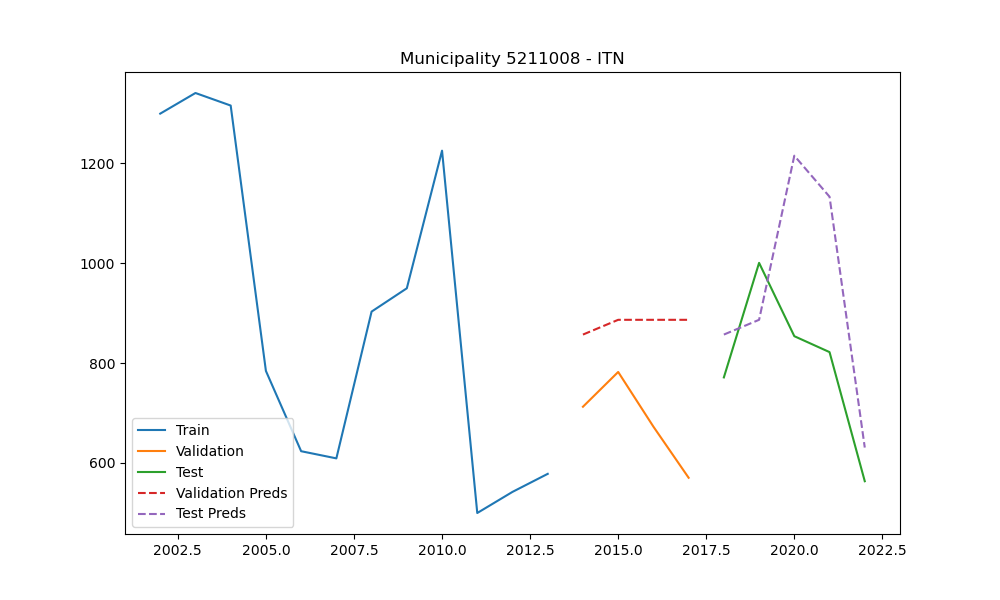 Municipality 5211008 - ITN
1200
1000
800
600
Train
Validation
Test
Validation Preds
Test Preds
2002.5 2005.0 2007.5 2010.0 2012.5 2015.0 2017.5 2020.0 2022.5